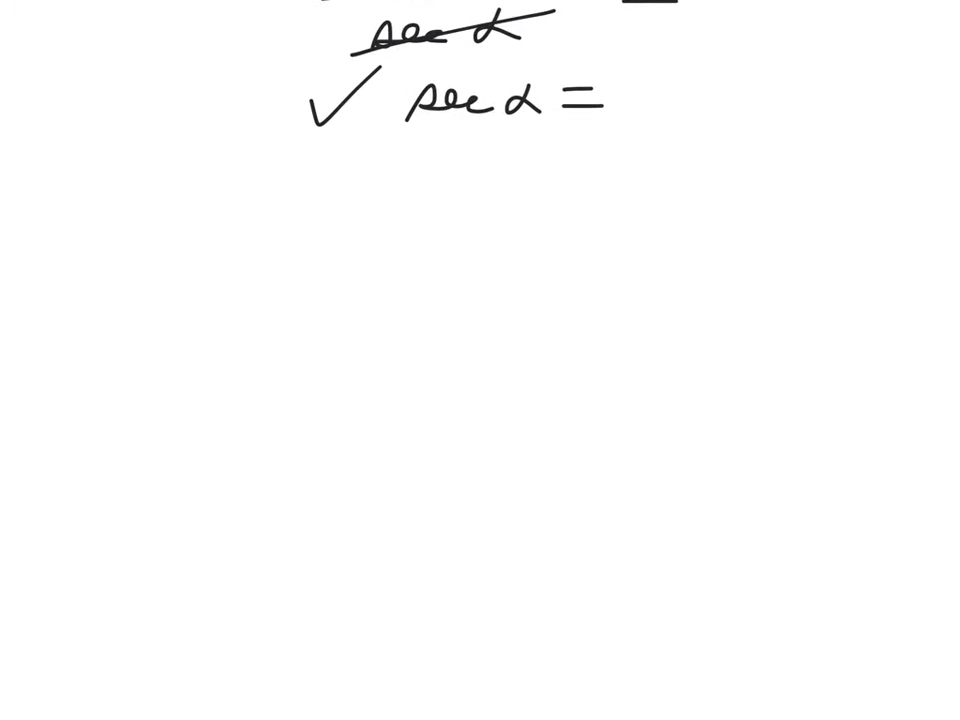 sec α
✓ sec α =